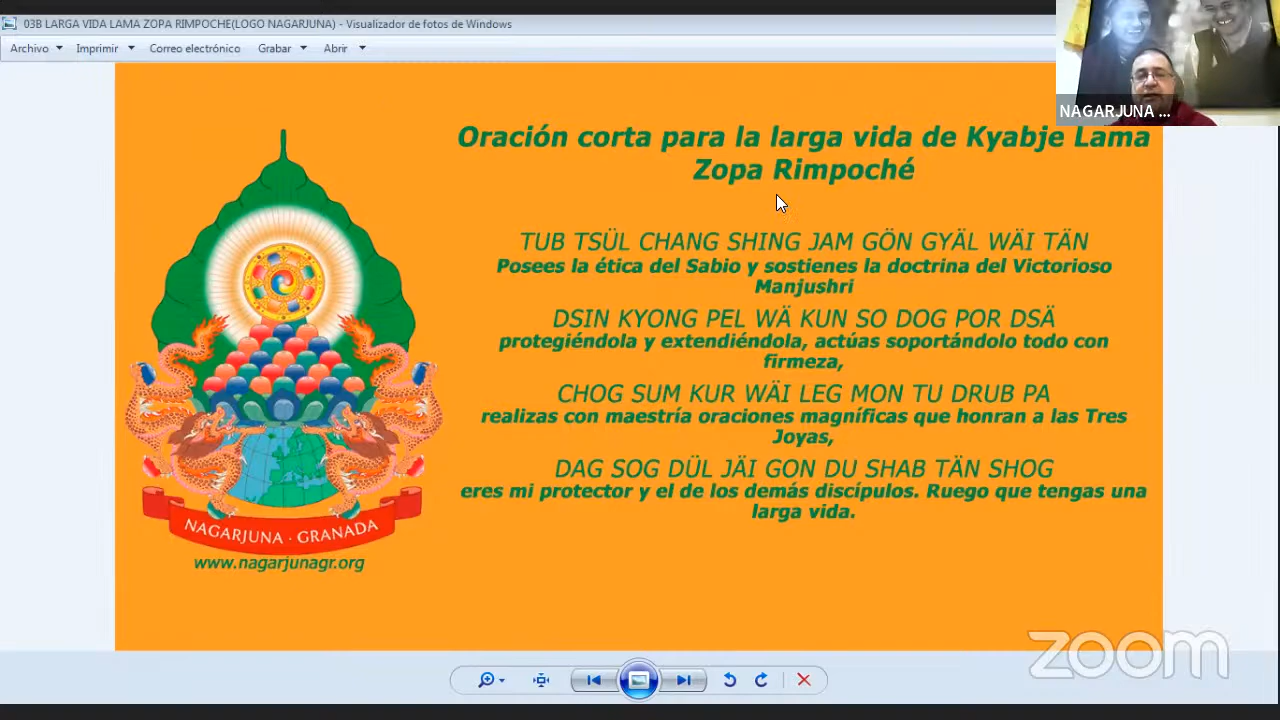 03B LARGA VIDA LAMA ZOPA RIMPOCHE(LOGO NAGARJUNA) - Visualizador de fotos de Windows
Archivo Imprimir Correo electrónico Grabar Abrir
NAGARJUNA ...
Oración corta para la larga vida de Kyabje Lama
Zopa Rimpoché
TUB TSÜL CHANG SHING JAM GÖN GYÄL WÄI TÄN
Posees la ética del Sabio y sostienes la doctrina del Victorioso
Manjushri
DSIN KYONG PEL WÄ KUN SO DOG POR DSÄ
protegiéndola y extendiéndola, actúas soportándolo todo con
firmeza,
CHOG SUM KUR WÄI LEG MON TU DRUB PA
realizas con maestría oraciones magníficas que honran a las Tres
Joyas,
DAG SOG DÜL JÄI GON DU SHAB TÄN SHOG
eres mi protector y el de los demás discípulos. Ruego que tengas una
larga vida.
NAGARJUNA · GRANADA
www.nagarjunagr.org
zoom